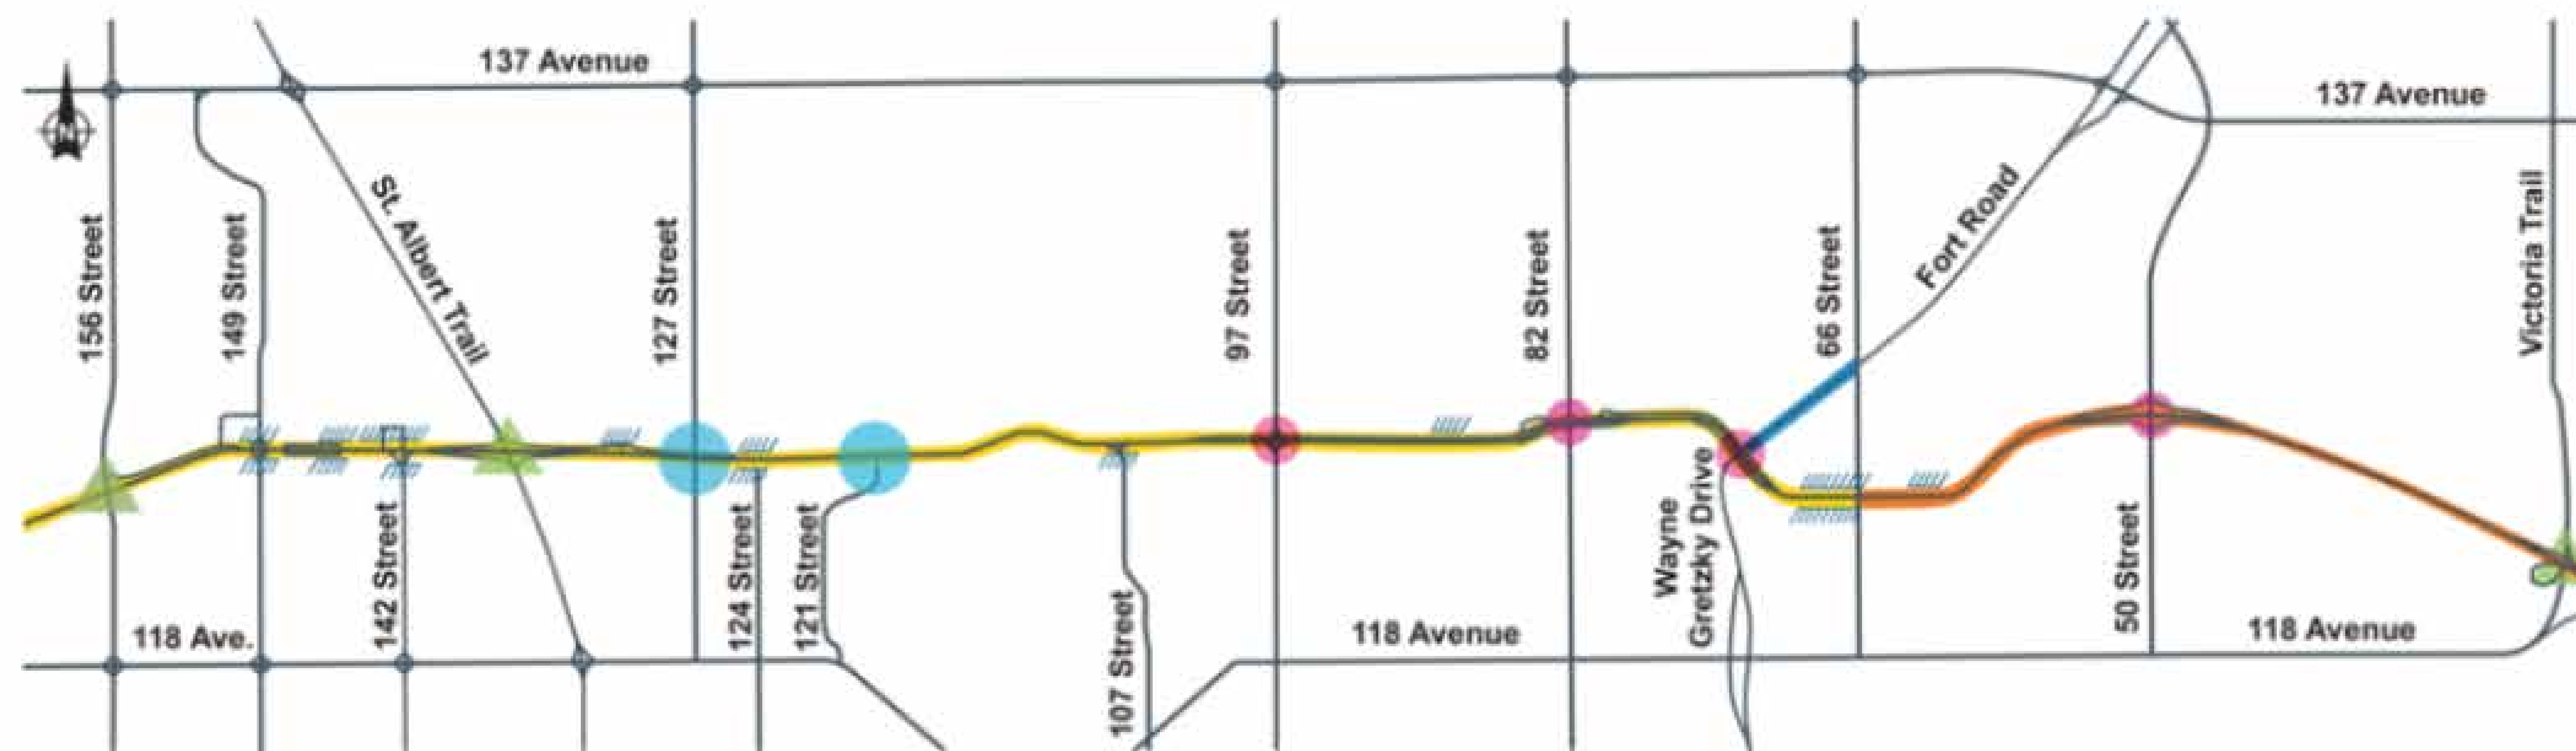 137 Avenue
137 Avenue
156 Street
149 Street
St. Albert Trail
127 Street
97 Street
82 Street
66 Street
Fort Road
Victoria Trail
118 Ave.
142 Street
124 Street
121 Street
107 Street
118 Avenue
Wayne
Gretzky Drive
50 Street
118 Avenue